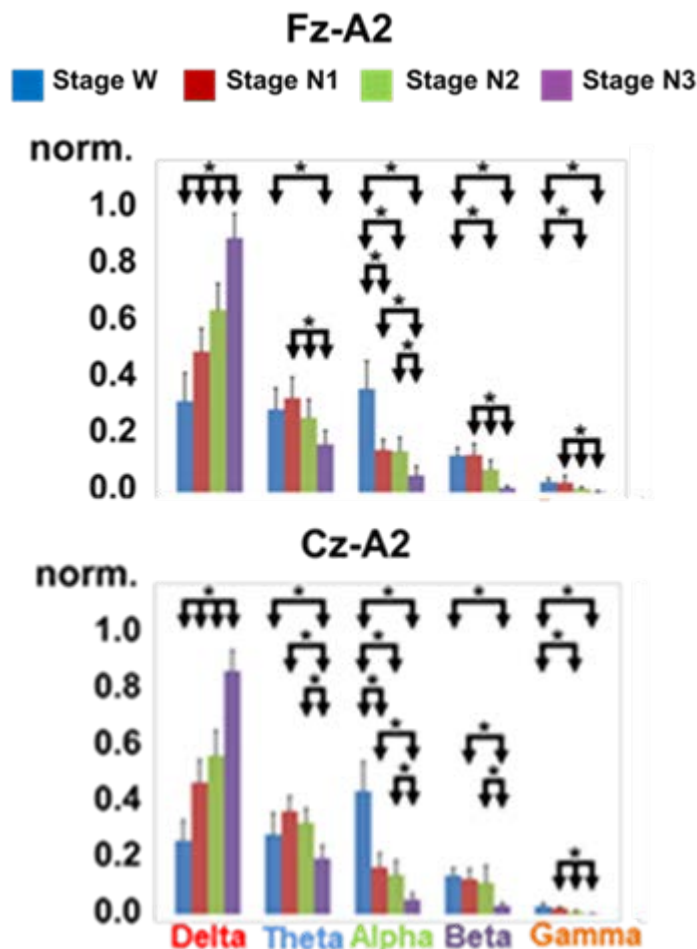 Fz-A2
Stage W Stage N1 Stage N2 Stage N3
norm.
* * * * *
* * *
*
*
* *
* *
1.0
0.8
0.6
0.4
0.2
0.0
Cz-A2
norm.
* * * * *
* * *
* *
* *
* *
*
1.0
0.8
0.6
0.4
0.2
0.0
Delta Theta Alpha Beta Gamma